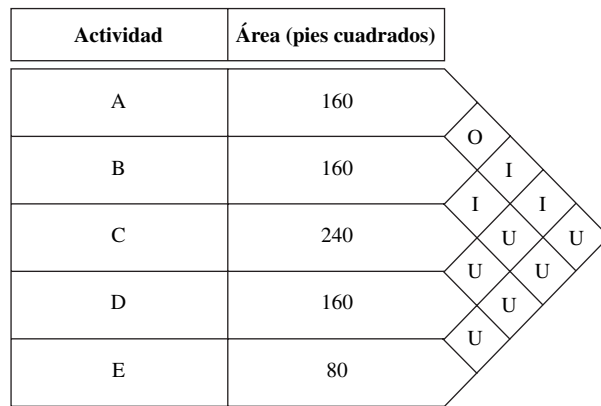 Actividad Área (pies cuadrados)
A 160
O
I
B 160
I I
U U
C 240
U U
U
D 160
U
E 80